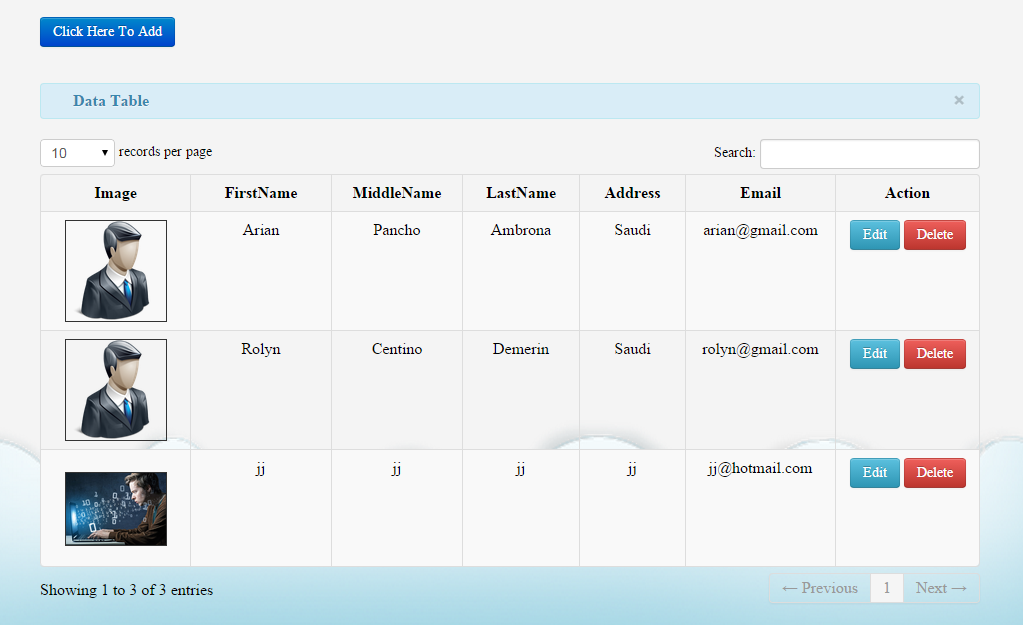 Click Here To Add
Data Table ×
10 ▾ records per page Search:
Image FirstName MiddleName LastName Address Email Action
Arian Pancho Ambrona Saudi arian@gmail.com Edit Delete
Rolyn Centino Demerin Saudi rolyn@gmail.com Edit Delete
jj jj jj jj jj@hotmail.com Edit Delete
Showing 1 to 3 of 3 entries ← Previous 1 Next →